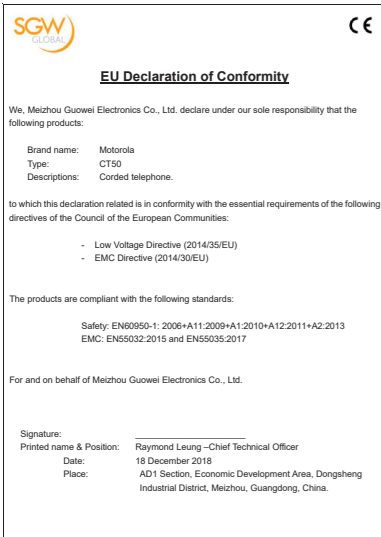 SGW
GLOBAL
CE
EU Declaration of Conformity
We, Meizhou Guowei Electronics Co., Ltd. declare under our sole responsibility that the
following products:
Brand name: Motorola
Type: CT50
Descriptions: Corded telephone.
to which this declaration related is in conformity with the essential requirements of the following
directives of the Council of the European Communities:
- Low Voltage Directive (2014/35/EU)
- EMC Directive (2014/30/EU)
The products are compliant with the following standards:
Safety: EN60950-1: 2006+A11:2009+A1:2010+A12:2011+A2:2013
EMC: EN55032:2015 and EN55035:2017
For and on behalf of Meizhou Guowei Electronics Co., Ltd.
Signature:
Printed name & Position: Raymond Leung –Chief Technical Officer
Date: 18 December 2018
Place: AD1 Section, Economic Development Area, Dongsheng
Industrial District, Meizhou, Guangdong, China.